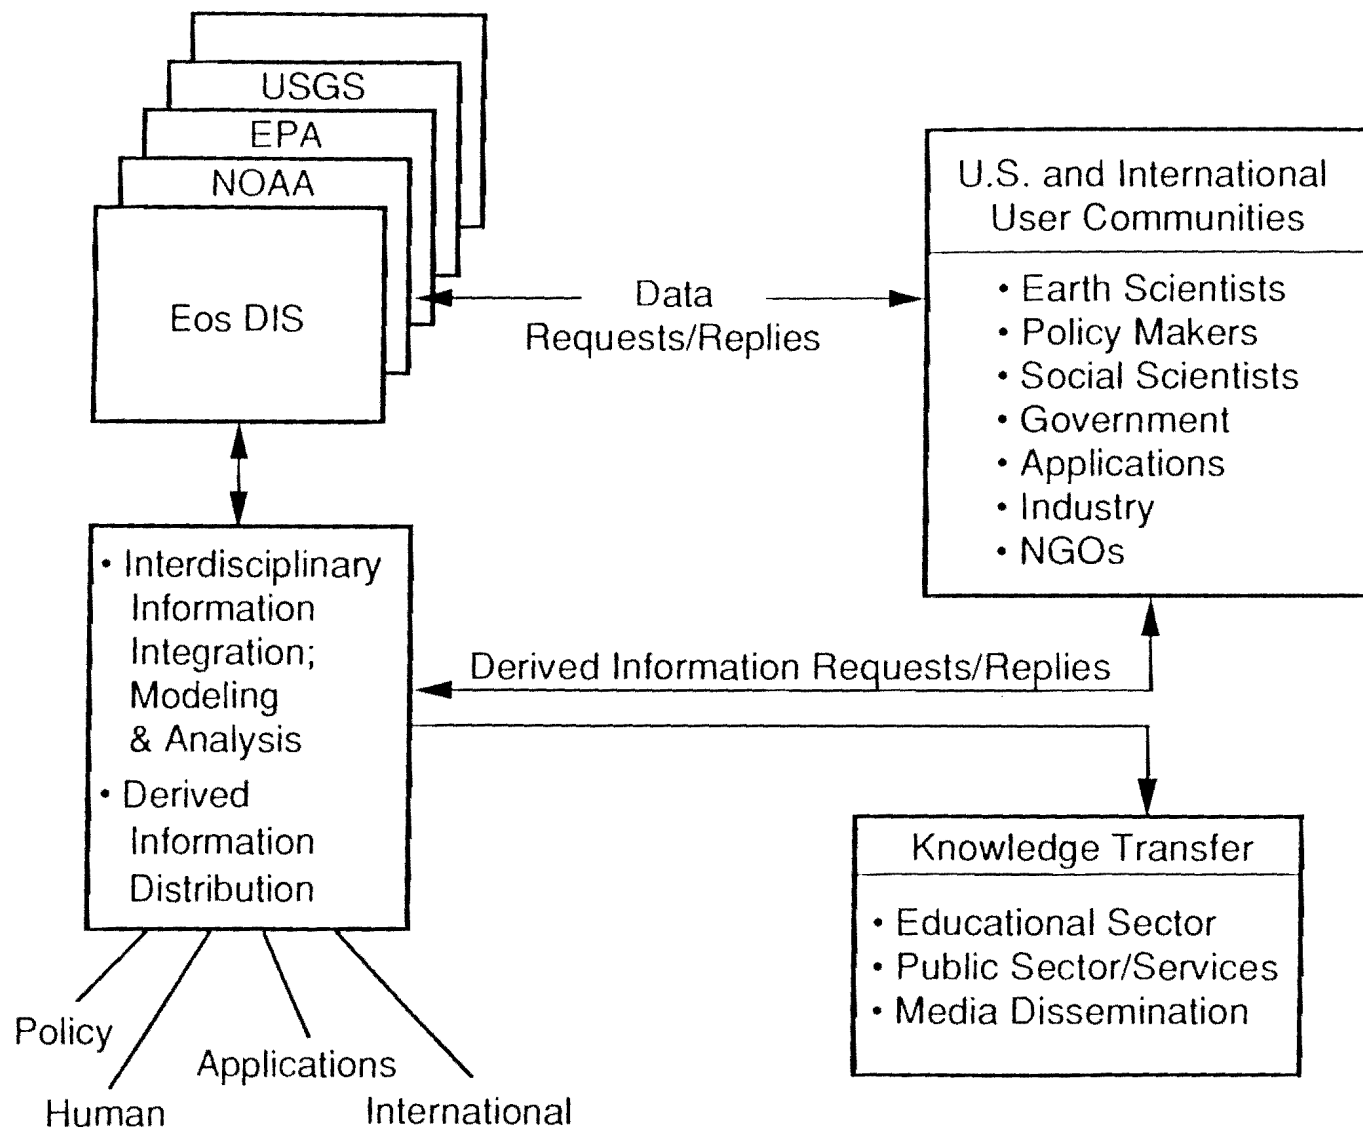 USGS
EPA
NOAA
Eos DIS
Data
Requests/Replies
U.S. and International
User Communities
• Earth Scientists
• Policy Makers
• Social Scientists
• Government
• Applications
• Industry
• NGOs
• Interdisciplinary
Information
Integration;
Modeling
& Analysis
• Derived
Information
Distribution
Derived Information Requests/Replies
Knowledge Transfer
• Educational Sector
• Public Sector/Services
• Media Dissemination
Policy
Human
Applications
International